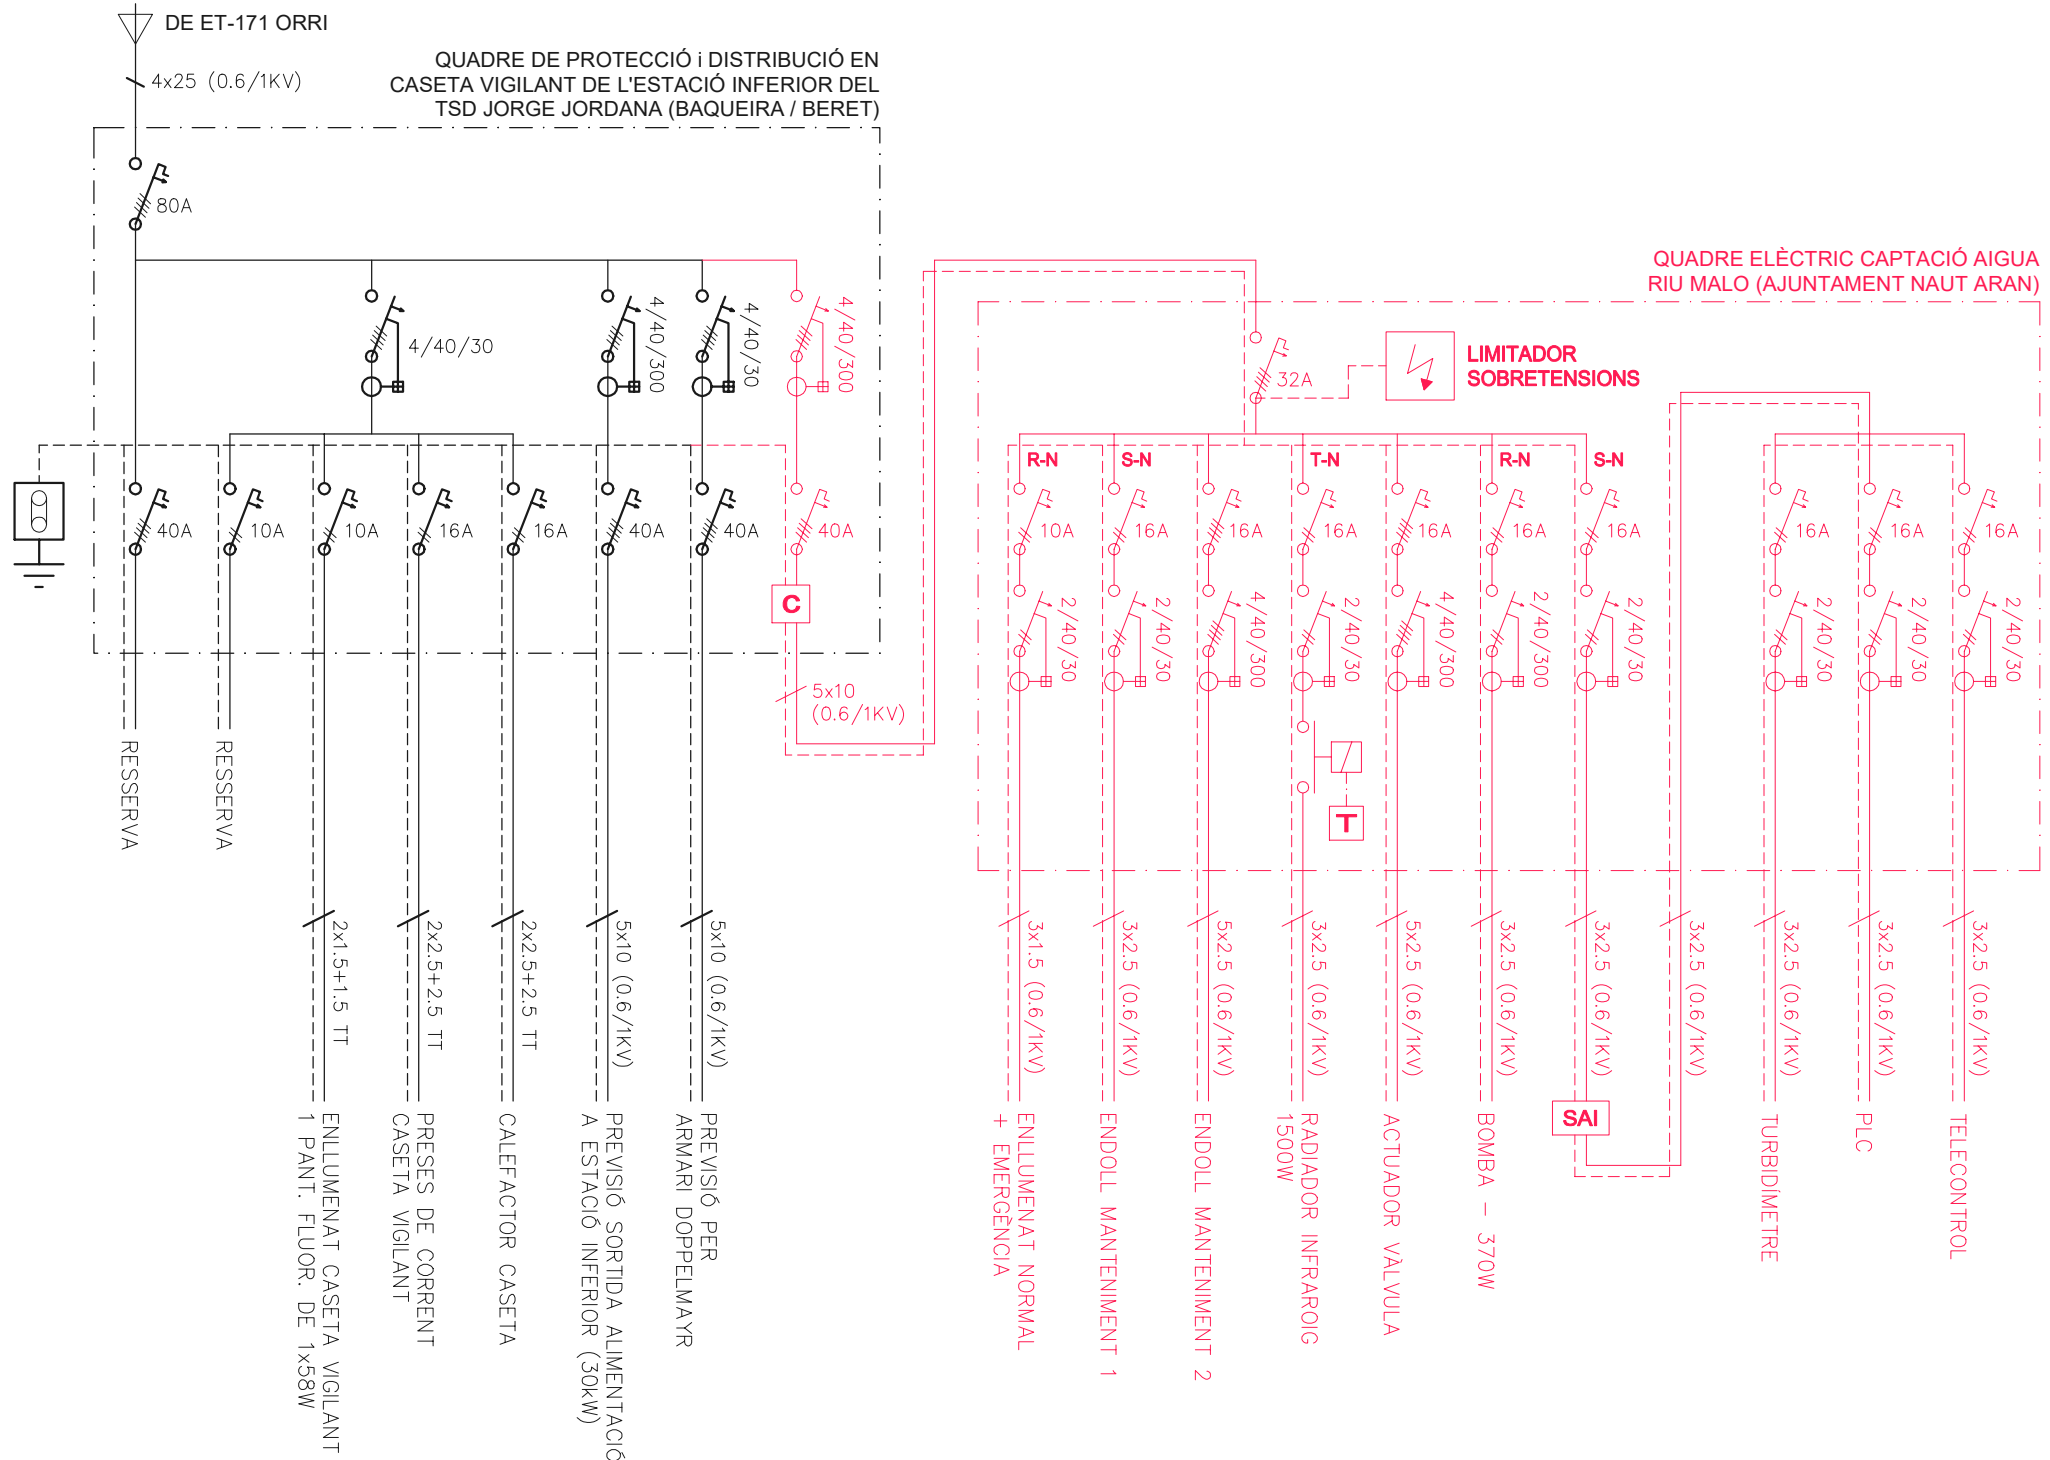 DE ET-171 ORRI
4x25 (0.6/1KV)
QUADRE DE PROTECCIÓ i DISTRIBUCIÓ EN
CASETA VIGILANT DE L'ESTACIÓ INFERIOR DEL
TSD JORGE JORDANA (BAQUEIRA / BERET)
80A
4/40/30
4/40/300
4/40/30
4/40/300
40A
10A
10A
16A
16A
40A
40A
40A
C
5x10
(0.6/1KV)
RESSERVA
RESSERVA
2x1.5+1.5 TT
2x2.5+2.5 TT
2x2.5+2.5 TT
5x10 (0.6/1KV)
5x10 (0.6/1KV)
ENLLUMENAT CASETA VIGILANT
1 PANT. FLUOR. DE 1x58W
PRESES DE CORRENT
CASETA VIGILANT
CALEFACTOR CASETA
PREVISIÓ SORTIDA ALIMENTACIÓ
A ESTACIÓ INFERIOR (30kW)
PREVISIÓ PER
ARMARI DOPPELMAYR
QUADRE ELÈCTRIC CAPTACIÓ AIGUA
RIU MALO (AJUNTAMENT NAUT ARAN)
32A
LIMITADOR
SOBRETENSIONS
R-N
S-N
T-N
R-N
S-N
10A
16A
16A
16A
16A
16A
16A
16A
16A
16A
2/40/30
2/40/30
4/40/300
2/40/30
4/40/300
2/40/300
2/40/30
2/40/30
2/40/30
2/40/30
T
3x1.5 (0.6/1KV)
3x2.5 (0.6/1KV)
5x2.5 (0.6/1KV)
3x2.5 (0.6/1KV)
5x2.5 (0.6/1KV)
3x2.5 (0.6/1KV)
3x2.5 (0.6/1KV)
3x2.5 (0.6/1KV)
3x2.5 (0.6/1KV)
3x2.5 (0.6/1KV)
3x2.5 (0.6/1KV)
SAI
ENLLUMENAT NORMAL
+ EMERGÈNCIA
ENDOLL MANTENIMENT 1
ENDOLL MANTENIMENT 2
RADIADOR INFRAROIG
1500W
ACTUADOR VÀLVULA
BOMBA - 370W
TURBIDÍMETRE
PLC
TELECONTROL